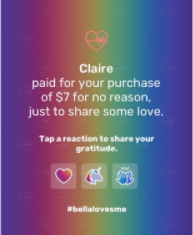 Claire
paid for your purchase
of $7 for no reason,
just to share some love.
Tap a reaction to share your
gratitude.
#bellalovesme